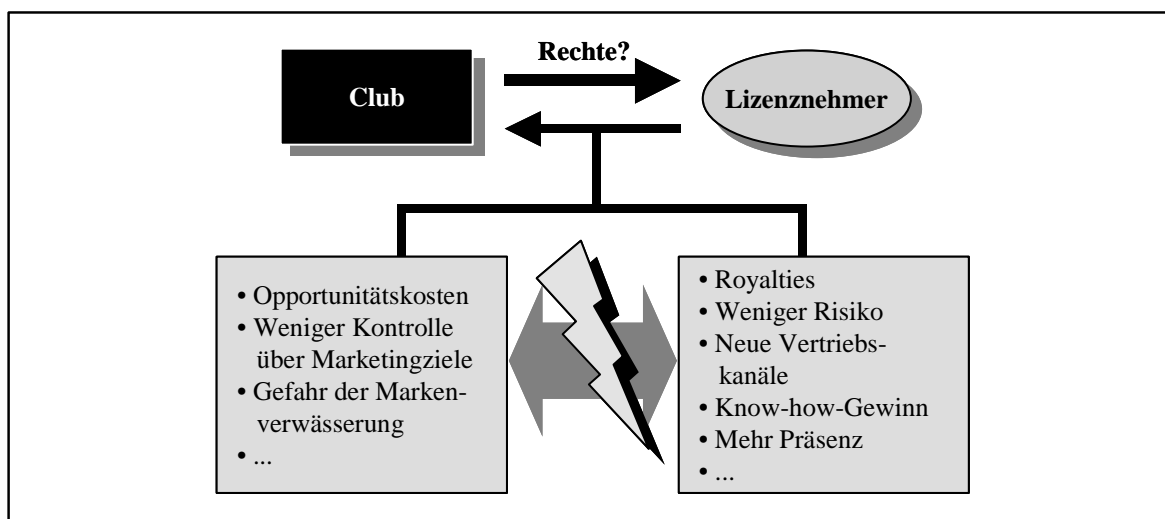 Rechte?
Club
Lizenznehmer
• Opportunitätskosten
• Weniger Kontrolle
über Marketingziele
• Gefahr der Marken-
verwässerung
• ...
• Royalties
• Weniger Risiko
• Neue Vertriebs-
kanäle
• Know-how-Gewinn
• Mehr Präsenz
• ...